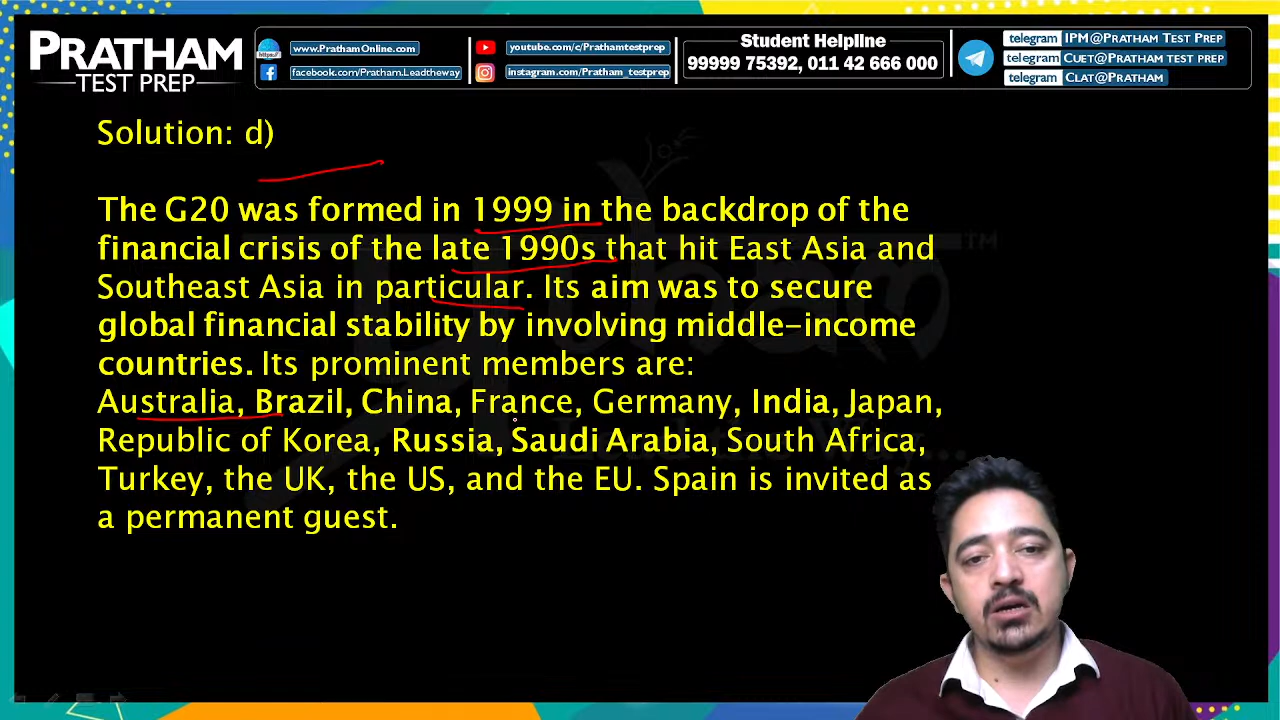 PRATHAM
TEST PREP
https://
www.PrathamOnline.com
facebook.com/Pratham.Leadtheway
youtube.com/c/Prathamtestprep
instagram.com/Pratham_testprep
Student Helpline
99999 75392, 011 42 666 000
telegram IPM@PRATHAM TEST PREP
telegram CUET@PRATHAM TEST PREP
telegram CLAT@PRATHAM
Solution: d)
The G20 was formed in 1999 in the backdrop of the
financial crisis of the late 1990s that hit East Asia and
Southeast Asia in particular. Its aim was to secure
global financial stability by involving middle-income
countries. Its prominent members are:
Australia, Brazil, China, France, Germany, India, Japan,
Republic of Korea, Russia, Saudi Arabia, South Africa,
Turkey, the UK, the US, and the EU. Spain is invited as
a permanent guest.